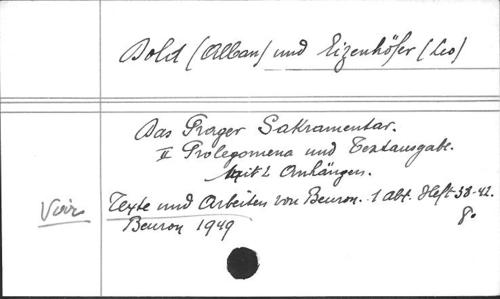 Dold (Alban) und Eizenhöfer (Leo)
Das Prager Sakramentar.
II Prolegomena und Textausgabe.
Mit 2 Anhängen.
Voir Texte und Arbeiten von Beuron. 1 abt. Heft 38-42.
Beuron 1949 8°.